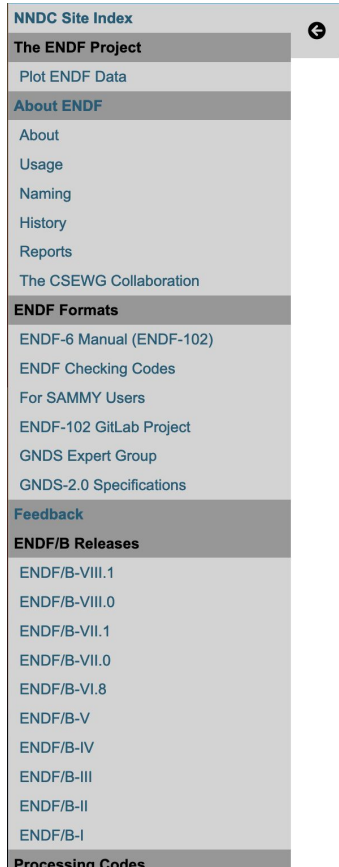 NNDC Site Index
The ENDF Project
Plot ENDF Data
About ENDF
About
Usage
Naming
History
Reports
The CSEWG Collaboration
ENDF Formats
ENDF-6 Manual (ENDF-102)
ENDF Checking Codes
For SAMMY Users
ENDF-102 GitLab Project
GNDS Expert Group
GNDS-2.0 Specifications
Feedback
ENDF/B Releases
ENDF/B-VIII.1
ENDF/B-VIII.0
ENDF/B-VII.1
ENDF/B-VII.0
ENDF/B-VI.8
ENDF/B-V
ENDF/B-IV
ENDF/B-III
ENDF/B-II
ENDF/B-I
Processing Codes